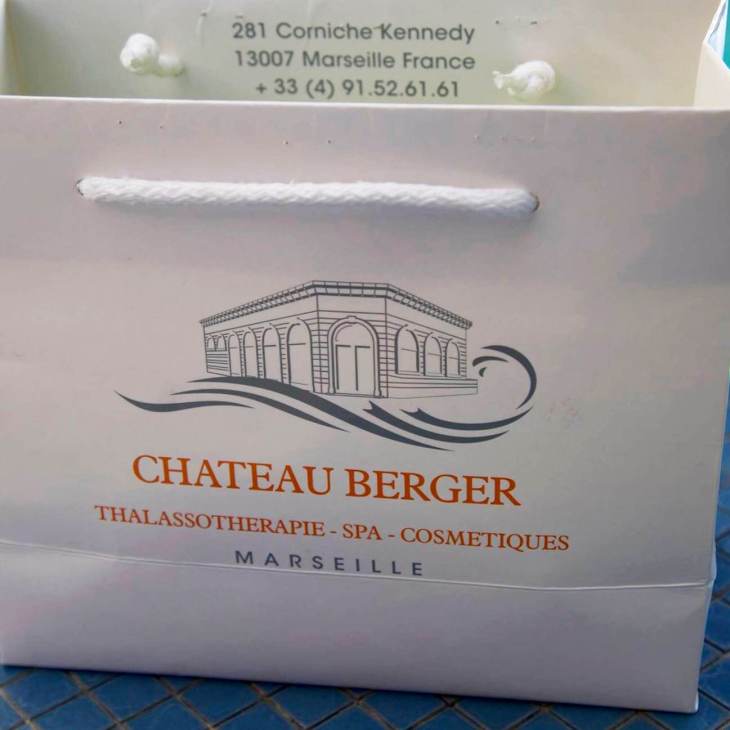 281 Corniche Kennedy
13007 Marseille France
+ 33 (4) 91.52.61.61
CHATEAU BERGER
THALASSOTHERAPIE - SPA - COSMETIQUES
MARSEILLE